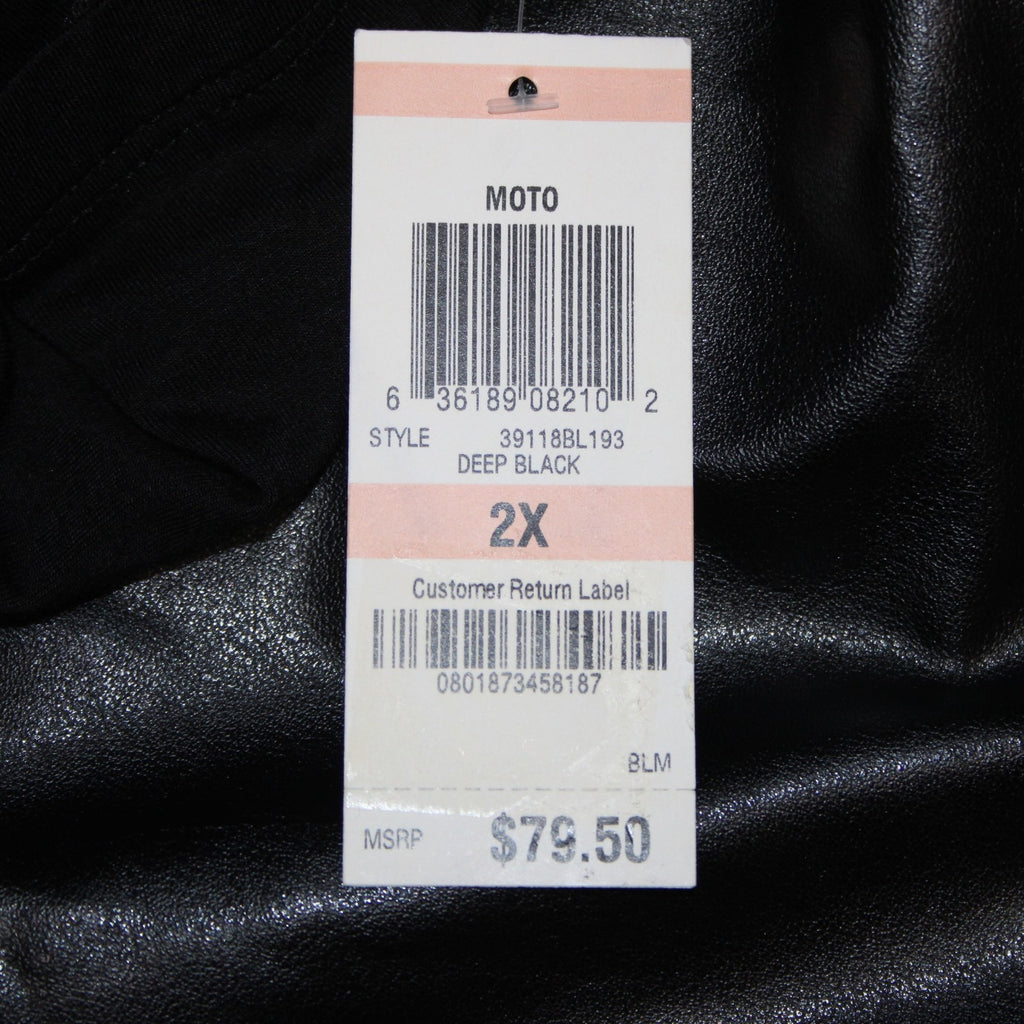 MOTO
6 36189 08210 2
STYLE 39118BL193
DEEP BLACK
2X
Customer Return Label
0801873458187
BLM
MSRP $79.50